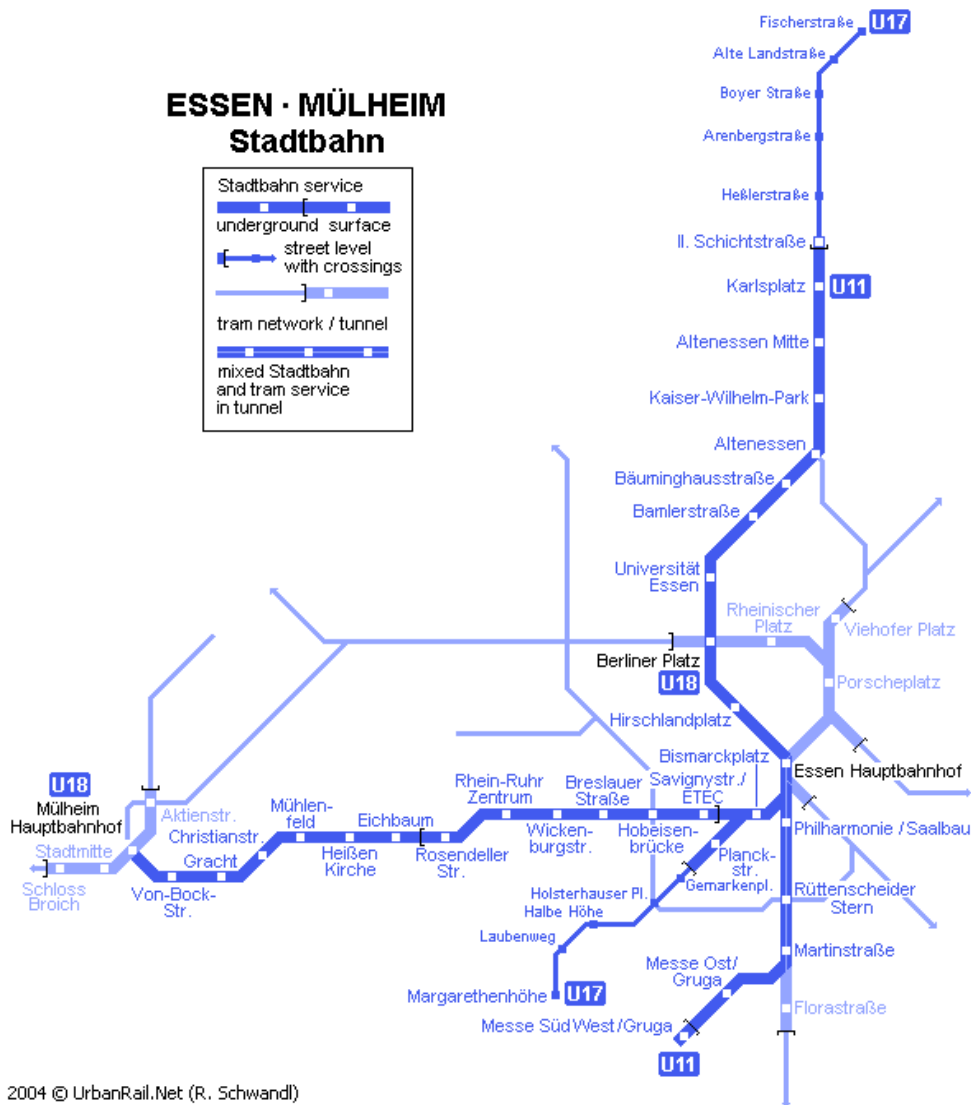 Fischerstraße U17
Alte Landstraße
Boyer Straße
ESSEN · MÜLHEIM
Stadtbahn
Arenbergstraße
Stadtbahn service
underground surface
street level
with crossings
tram network / tunnel
mixed Stadtbahn
and tram service
in tunnel
Heßlerstraße
II. Schichtstraße
Karlsplatz U11
Altenessen Mitte
Kaiser-Wilhelm-Park
Altenessen
Bäuminghausstraße
Bamlerstraße
Universität
Essen
Rheinischer
Platz
Viehofer Platz
Berliner Platz
U18
Porscheplatz
Hirschlandplatz
Bismarckplatz
Essen Hauptbahnhof
U18
Mülheim
Hauptbahnhof
Aktienstr.
Stadtmitte
Schloss
Broich
Von-Bock-
Str.
Christianstr.
Gracht
Mühlen-
feld
Heißen
Kirche
Eichbaum
Rosendeller
Str.
Rhein-Ruhr
Zentrum
Wicken-
burgstr.
Breslauer
Straße
Hobeisen-
brücke
Savignystr./
ETEC
Planck-
str.
Gemarkenpl.
Holsterhauser Pl.
Halbe Höhe
Laubenweg
Margarethenhöhe U17
Philharmonie / Saalbau
Rüttenscheider
Stern
Martinstraße
Messe Ost/
Gruga
Florastraße
Messe Süd West/Gruga
U11
2004 © UrbanRail.Net (R. Schwandl)